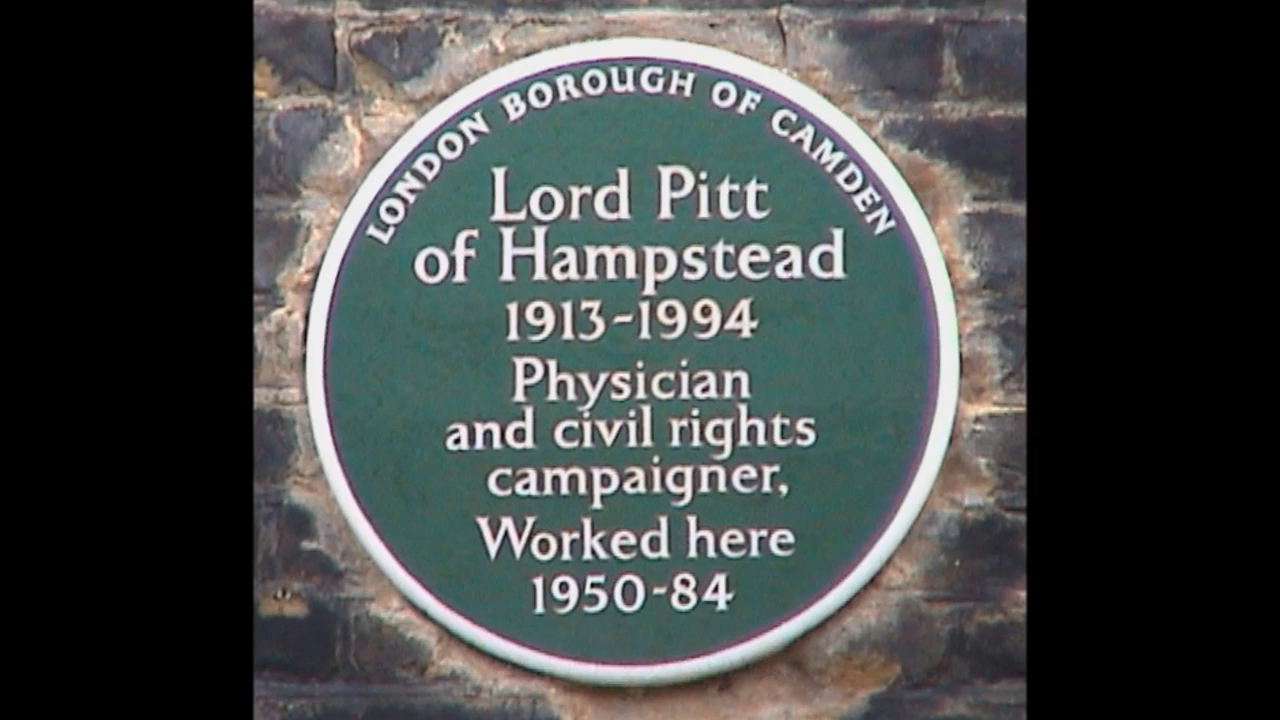 LONDON BOROUGH OF CAMDEN
Lord Pitt
of Hampstead
1913-1994
Physician
and civil rights
campaigner,
Worked here
1950-84